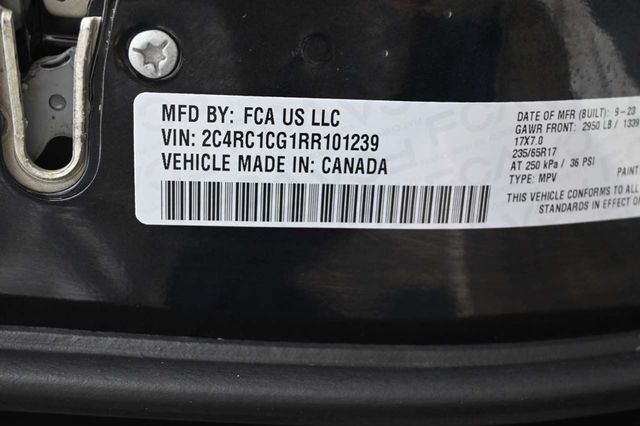 MFD BY: FCA US LLC
VIN: 2C4RC1CG1RR101239
VEHICLE MADE IN: CANADA
DATE OF MFR (BUILT): 9-23
GAWR FRONT: 2950 LB / 1339
17X7.0
235/65R17
AT 250 kPa / 36 PSI
PAINT
TYPE: MPV
THIS VEHICLE CONFORMS TO ALL
STANDARDS IN EFFECT ON